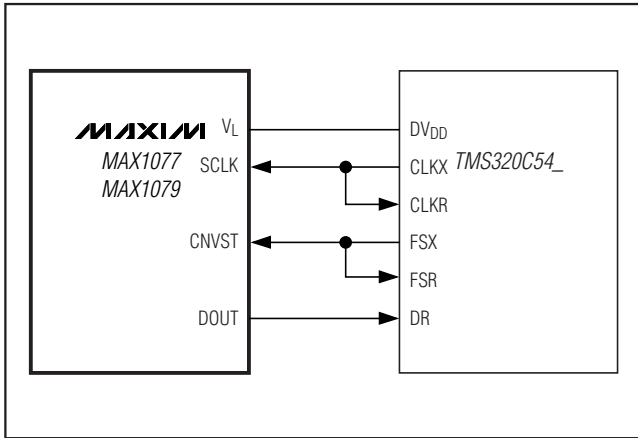 MAXIM
MAX1077
MAX1079
VL
SCLK
CNVST
DOUT
DVDD
CLKX
CLKR
FSX
FSR
DR
TMS320C54_